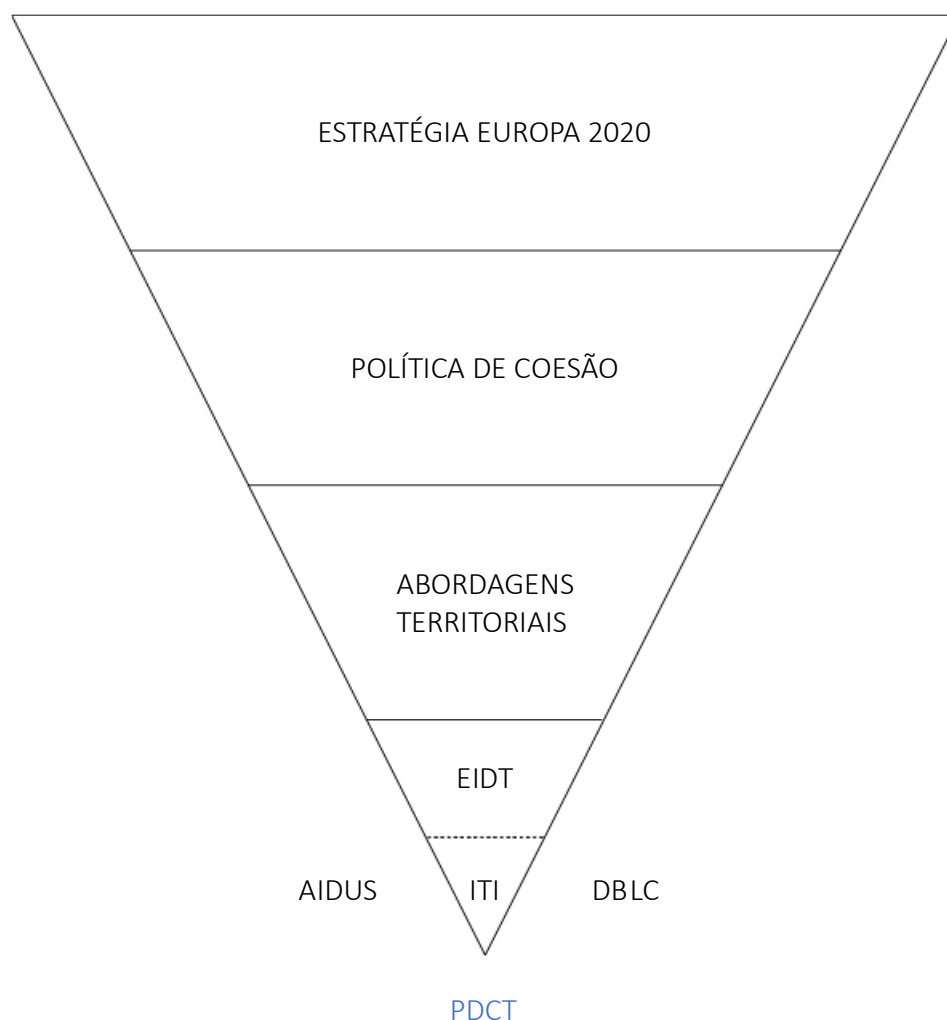 ESTRATÉGIA EUROPA 2020
POLÍTICA DE COESÃO
ABORDAGENS
TERRITORIAIS
EIDT
AIDUS
ITI
DBLC
PDCT